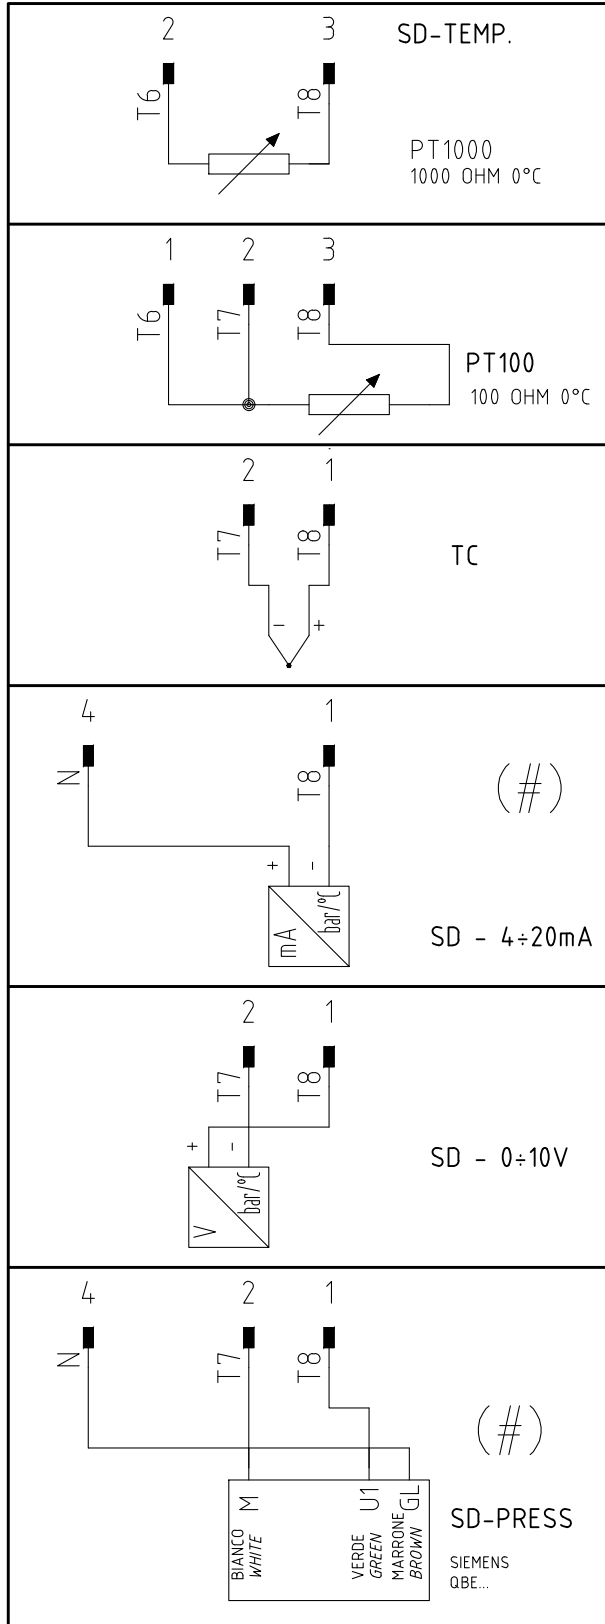 2 3 SD-TEMP.
T6 T8
PT1000
1000 OHM 0°C
1 2 3
T6 T7 T8
PT100
100 OHM 0°C
2 1
T7 T8
TC
- +
4 1
N T8
(#)
+ -
mA bar/°C
SD - 4÷20mA
2 1
T7 T8
+ -
SD - 0÷10V
V bar/°C
4 2 1
N T7 T8
(#)
M U1 GL
BIANCO
WHITE
VERDE
GREEN
MARRONE
BROWN
SD-PRESS
SIEMENS
QBE...